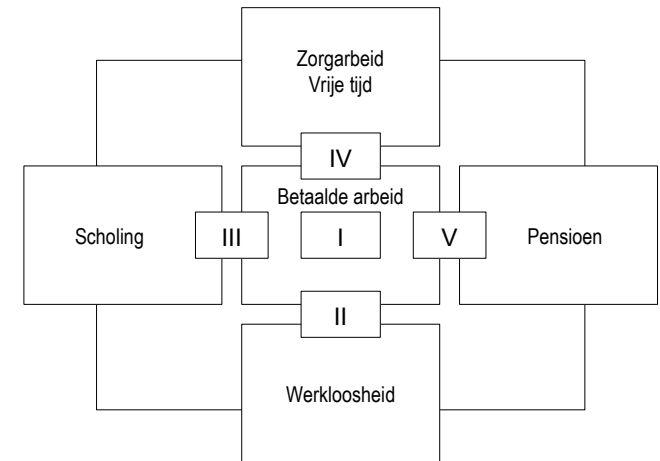 Zorgarbeid
Vrije tijd
IV
Betaalde arbeid
Scholing
III
I
V
Pensioen
II
Werkloosheid